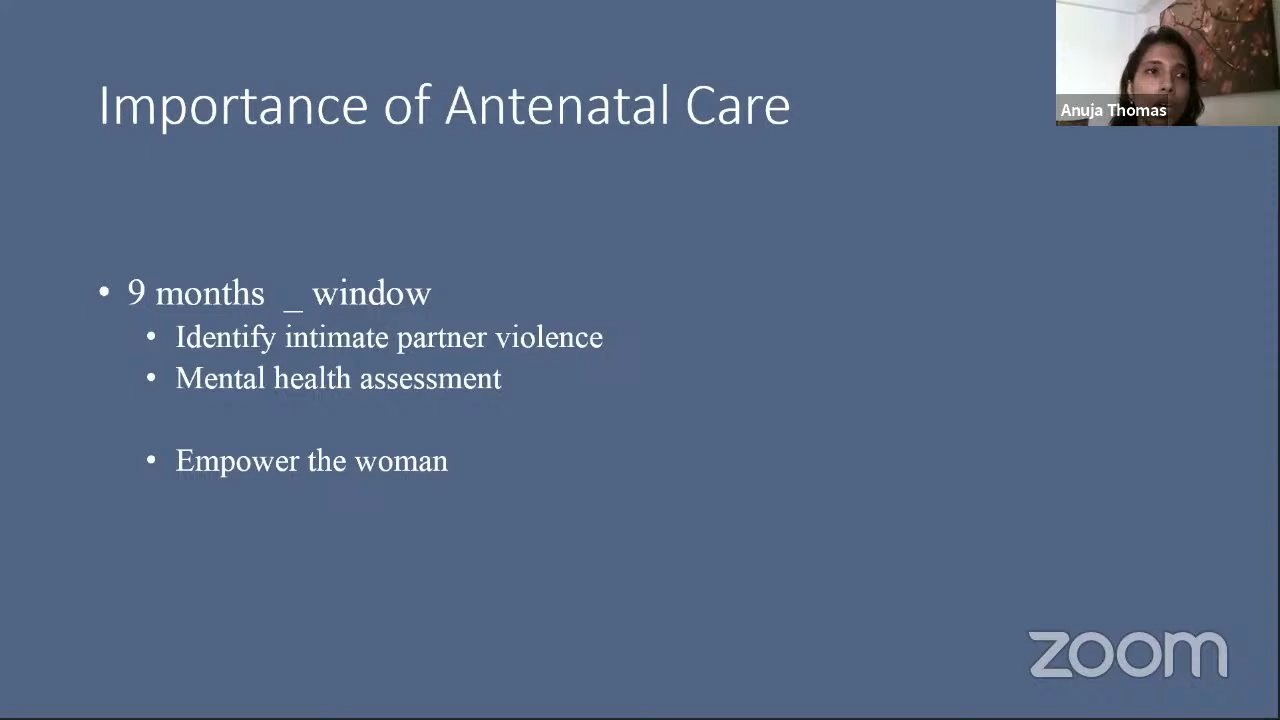 Importance of Antenatal Care
Anuja Thomas
• 9 months _ window
• Identify intimate partner violence
• Mental health assessment
• Empower the woman
zoom